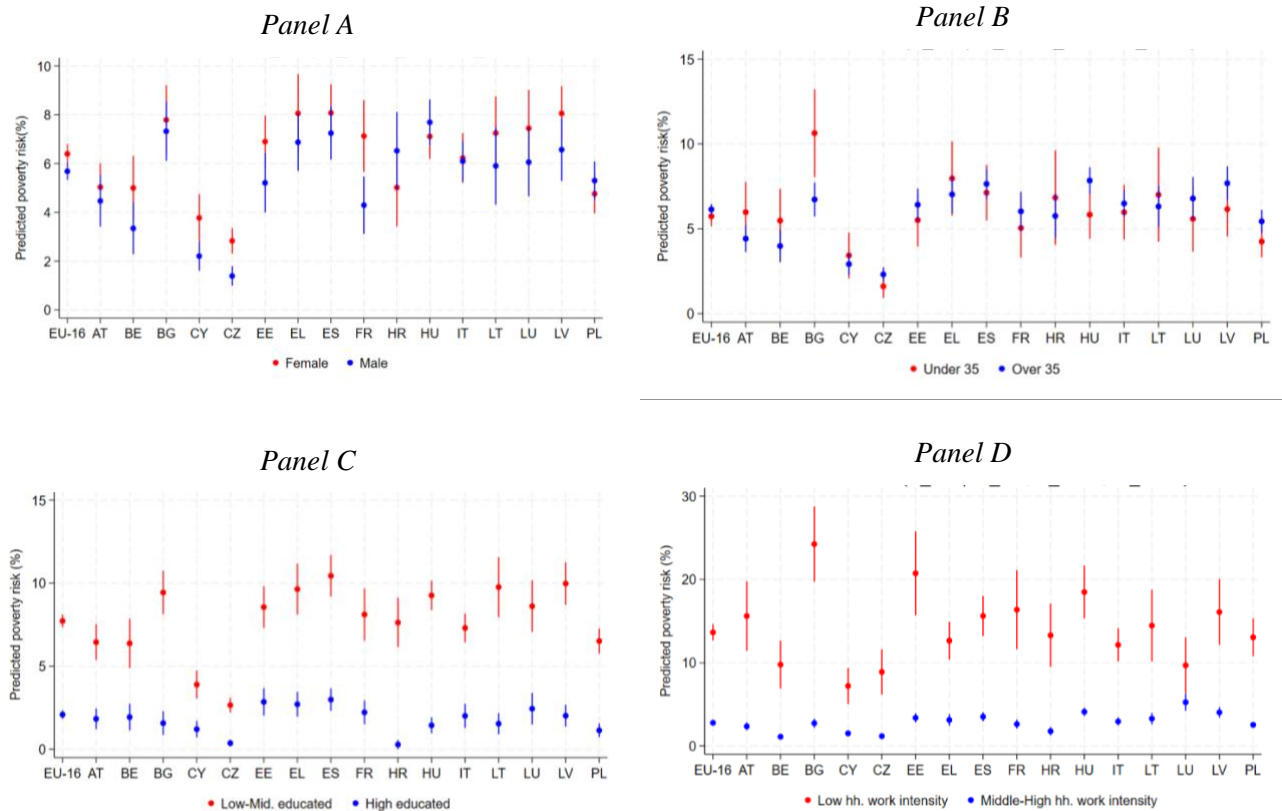 Panel A
Panel B
Predicted poverty risk(%)
10
8
6
4
2
0
EU-16 AT BE BG CY CZ EE EL ES FR HR HU IT LT LU LV PL
Female Male
Predicted poverty risk(%)
15
10
5
0
EU-16 AT BE BG CY CZ EE EL ES FR HR HU IT LT LU LV PL
Under 35 Over 35
Panel C
Panel D
Predicted poverty risk (%)
15
10
5
0
EU-16 AT BE BG CY CZ EE EL ES FR HR HU IT LT LU LV PL
Low-Mid. educated High educated
Predicted poverty risk (%)
30
20
10
0
EU-16 AT BE BG CY CZ EE EL ES FR HR HU IT LT LU LV PL
Low hh. work intensity Middle-High hh. work intensity